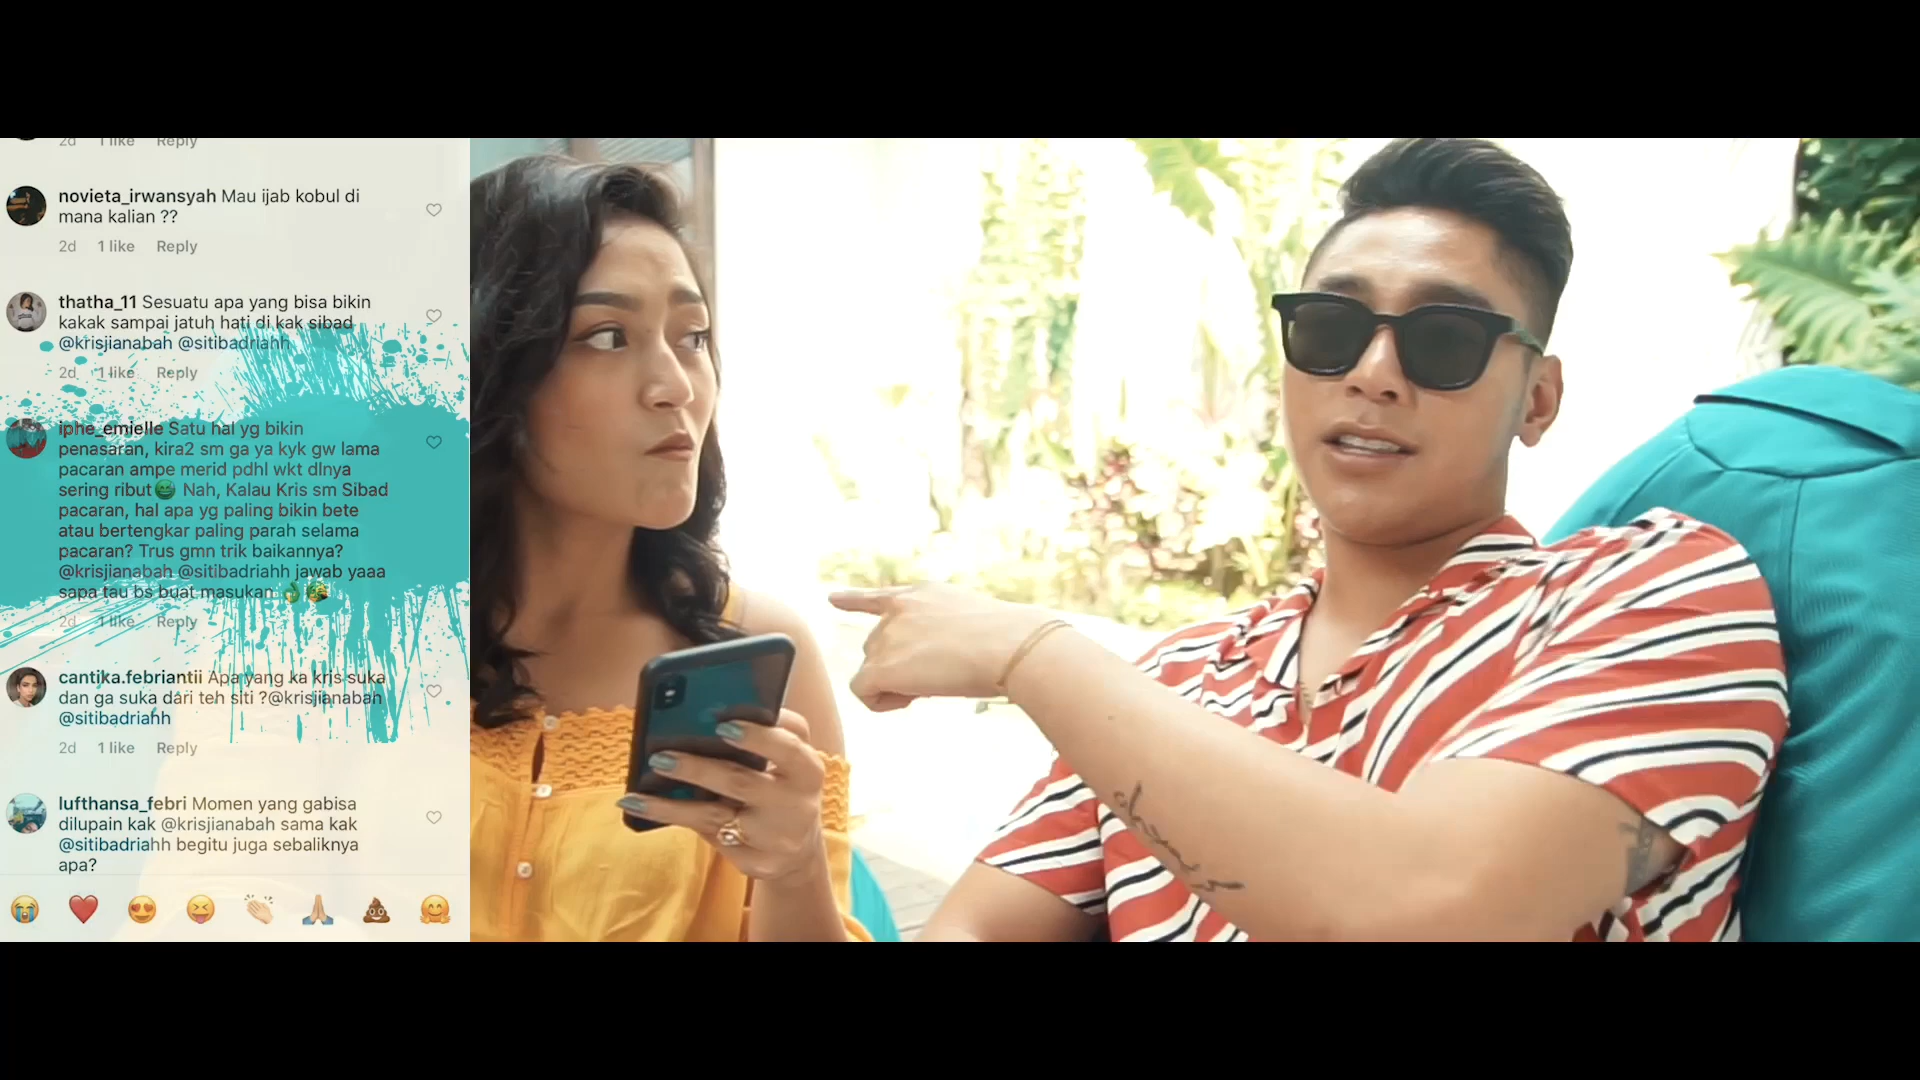 2d 1 like Reply
novieta_irwansyah Mau ijab kobul di
mana kalian ??
2d 1 like Reply
thatha_11 Sesuatu apa yang bisa bikin
kakak sampai jatuh hati di kak sibad
@krisjianabah @sitibadriahh
2d 1 like Reply
iphe_emielle Satu hal yg bikin
penasaran, kira2 sm ga ya kyk gw lama
pacaran ampe merid pdhl wkt dlnya
sering ribut😅 Nah, Kalau Kris sm Sibad
pacaran, hal apa yg paling bikin bete
atau bertengkar paling parah selama
pacaran? Trus gmn trik baikannya?
@krisjianabah @sitibadriahh jawab yaaa
sapa tau bs buat masukan
2d 1 like Reply
cantika.febriantii Apa yang ka kris suka
dan ga suka dari teh siti ?@krisjianabah
@sitibadriahh
2d 1 like Reply
lufthansa_febri Momen yang gabisa
dilupain kak @krisjianabah sama kak
@sitibadriahh begitu juga sebaliknya
apa?